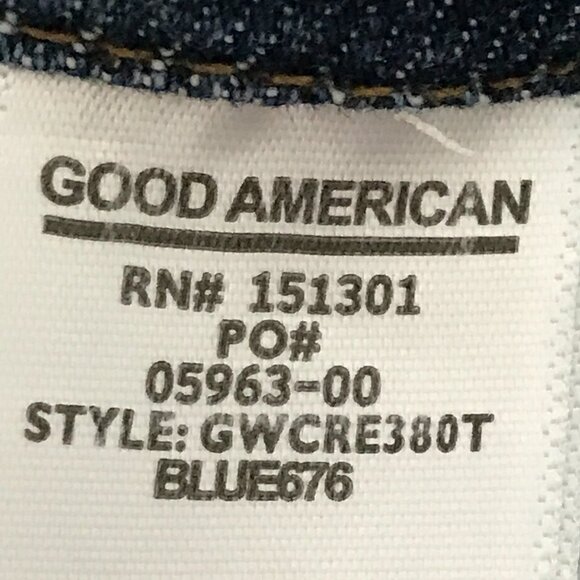 GOOD AMERICAN
RN# 151301
PO#
05963-00
STYLE: GWCRE380T
BLUE676